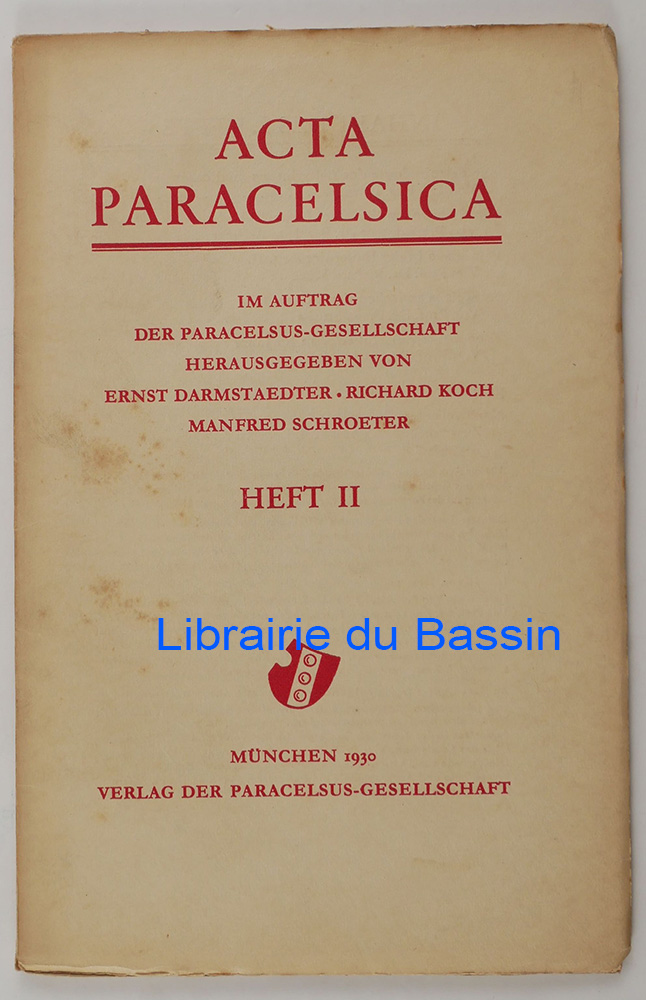 ACTA
PARACELSICA
IM AUFTRAG
DER PARACELSUS-GESELLSCHAFT
HERAUSGEGEBEN VON
ERNST DARMSTAEDTER • RICHARD KOCH
MANFRED SCHROETER
HEFT II
Librairie du Bassin
MÜNCHEN 1930
VERLAG DER PARACELSUS-GESELLSCHAFT